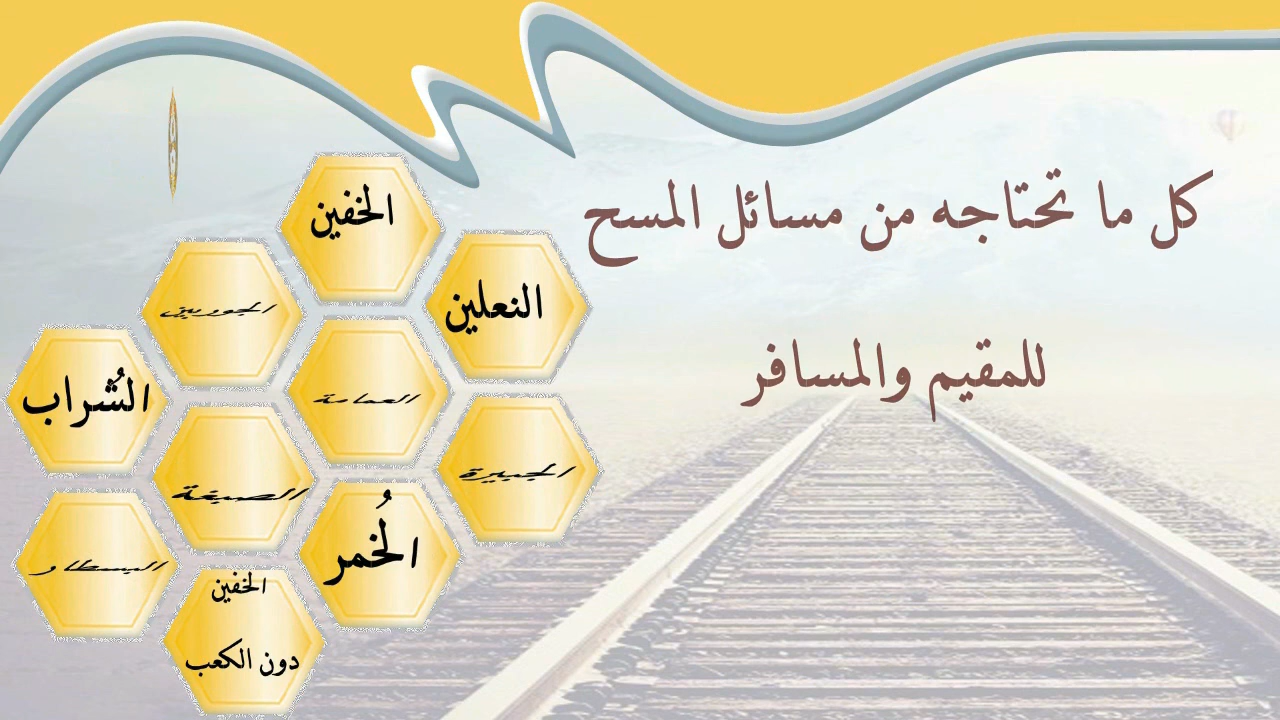 كل ما تحتاجه من مسائل المسح
للمقيم والمسافر
الخفين
النعلين
الجوربين
العمامة
الشُراب
الجبيرة
الصبغة
الخُمر
البسطار
الخفين
دون الكعب